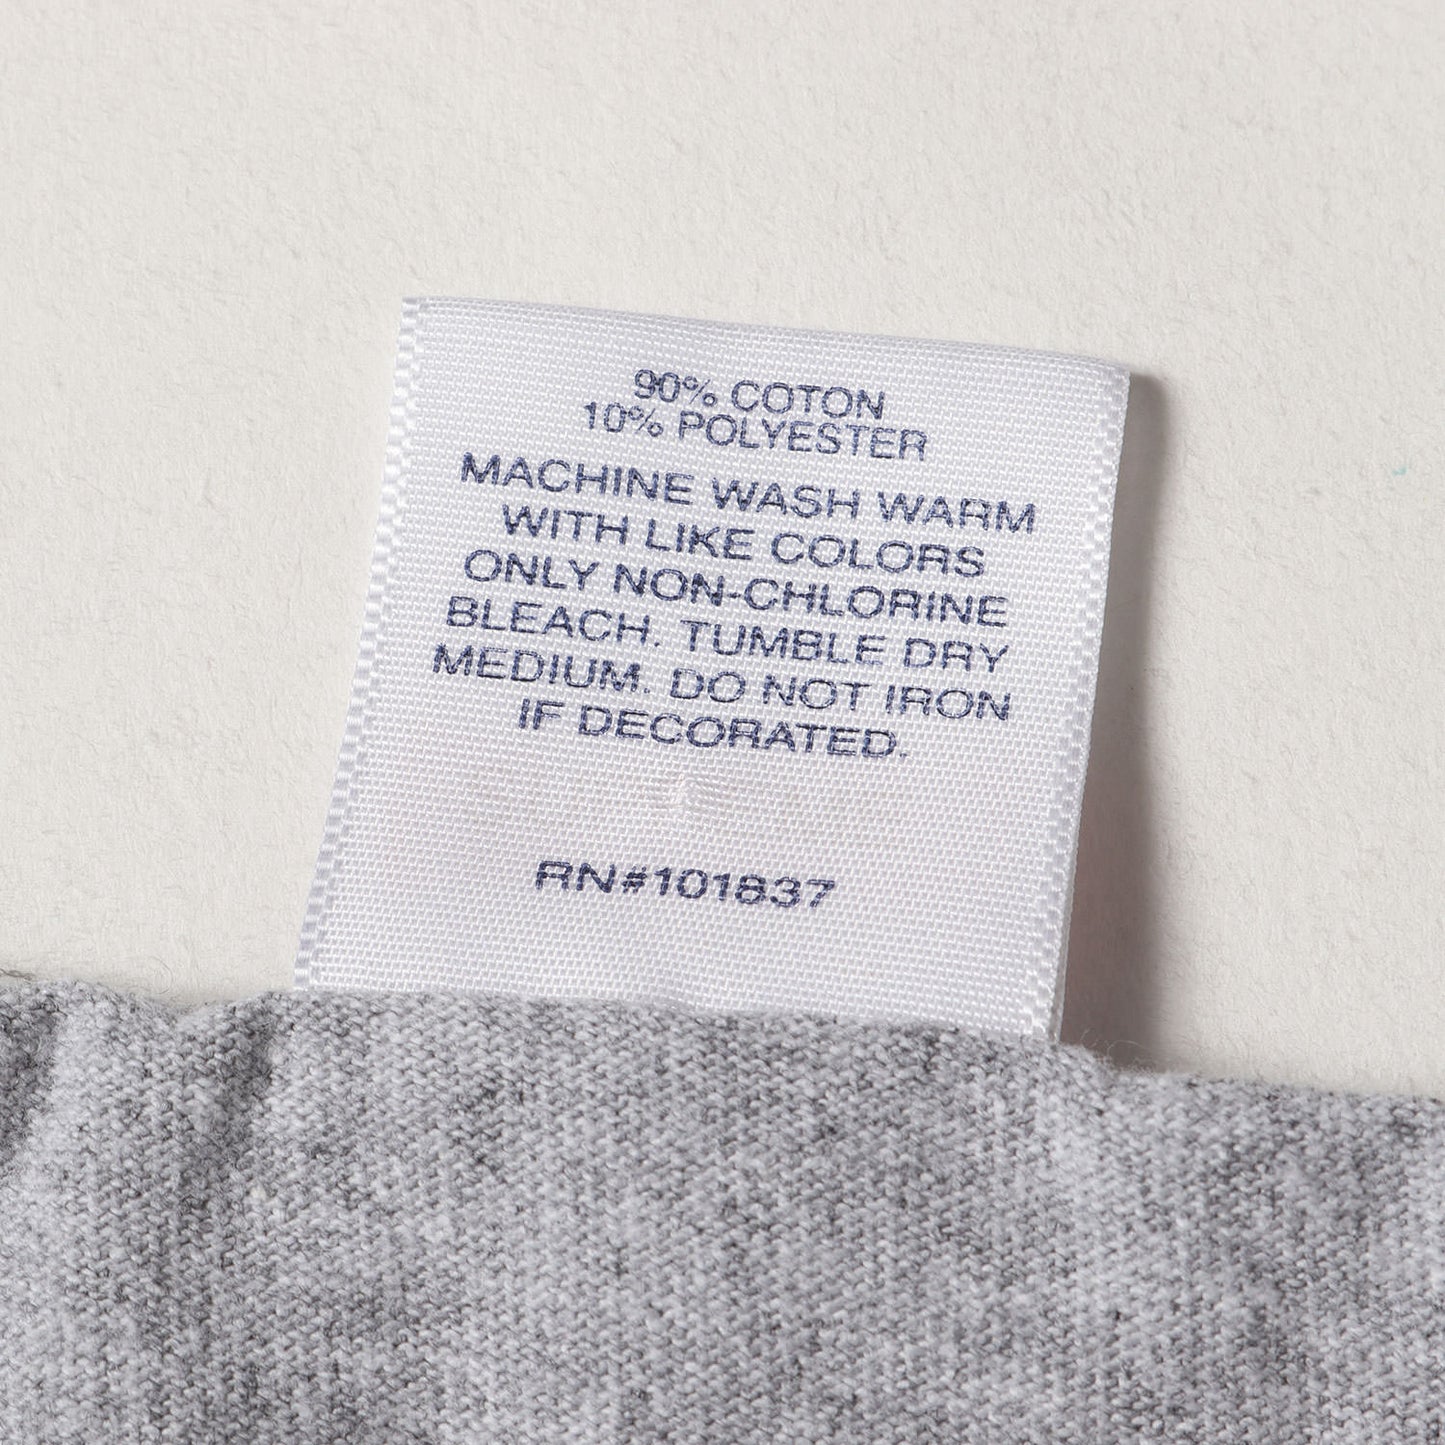 90% COTON
10% POLYESTER
MACHINE WASH WARM
WITH LIKE COLORS
ONLY NON-CHLORINE
BLEACH. TUMBLE DRY
MEDIUM. DO NOT IRON
IF DECORATED.
RN#101837